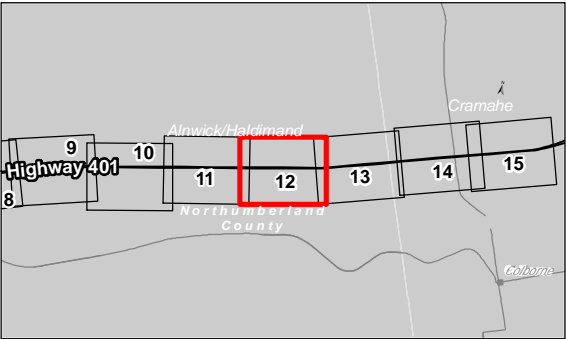 Cramahe
Alnwick/Haldimand
9
10
Highway 401
8
11
12
13
14
15
Northumberland
County
Colborne